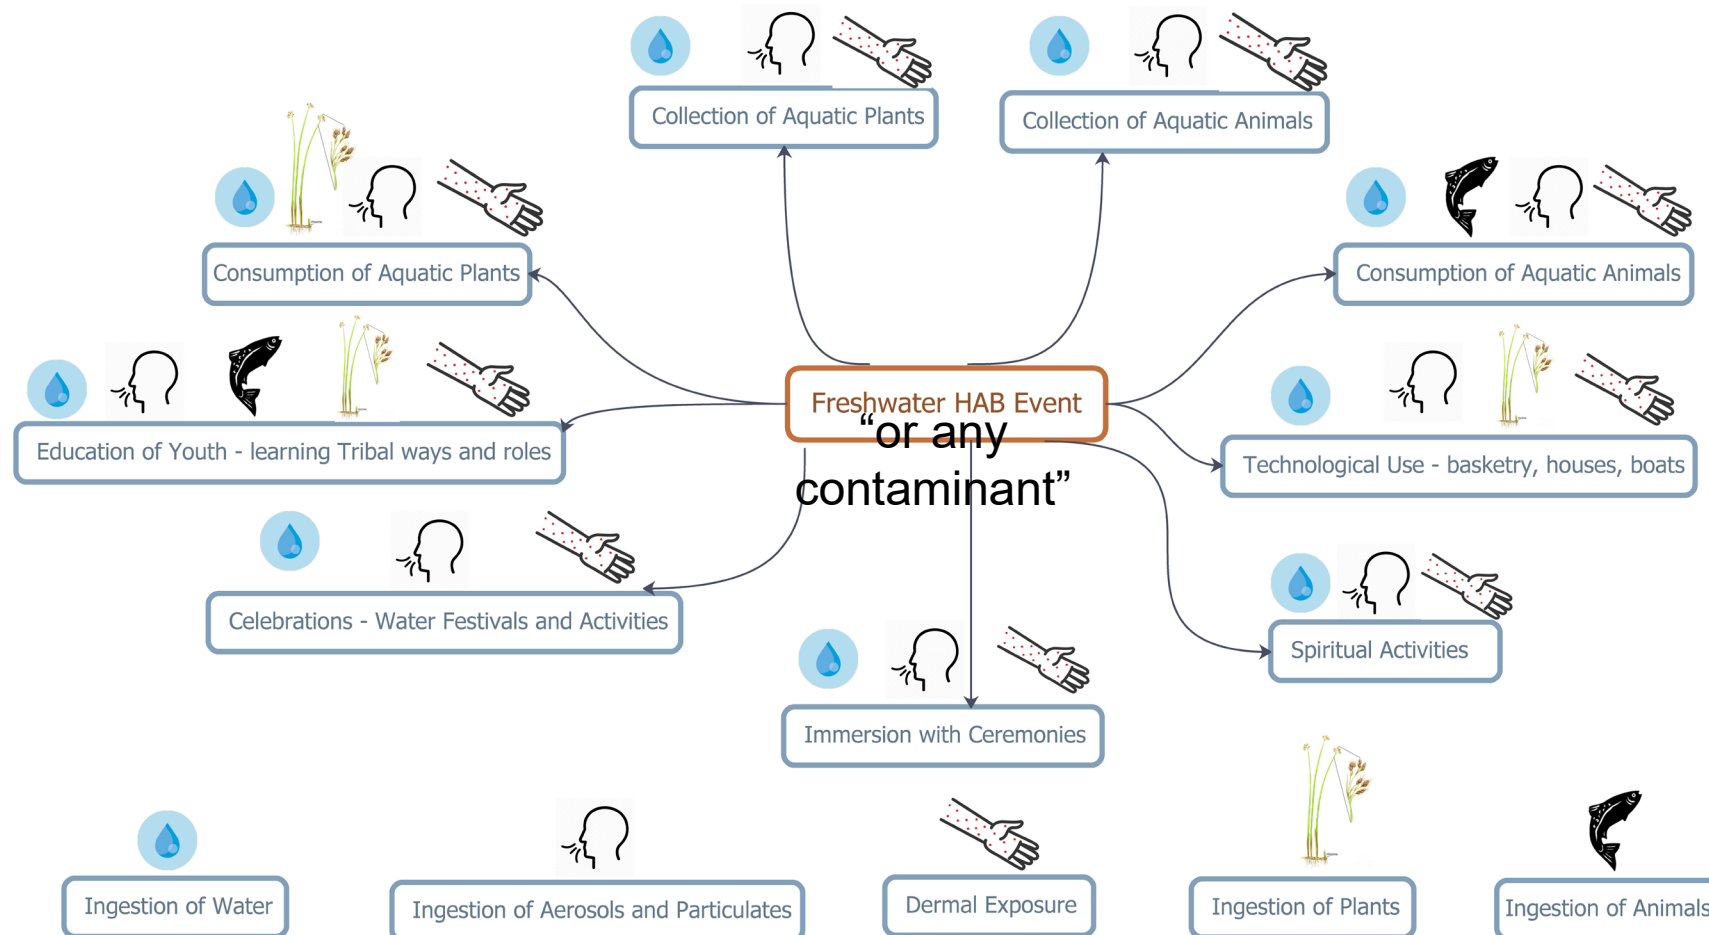 Collection of Aquatic Plants
Collection of Aquatic Animals
Consumption of Aquatic Plants
Consumption of Aquatic Animals
Freshwater HAB Event
“or any
contaminant”
Education of Youth - learning Tribal ways and roles
Technological Use - basketry, houses, boats
Celebrations - Water Festivals and Activities
Spiritual Activities
Immersion with Ceremonies
Ingestion of Water
Ingestion of Aerosols and Particulates
Dermal Exposure
Ingestion of Plants
Ingestion of Animals